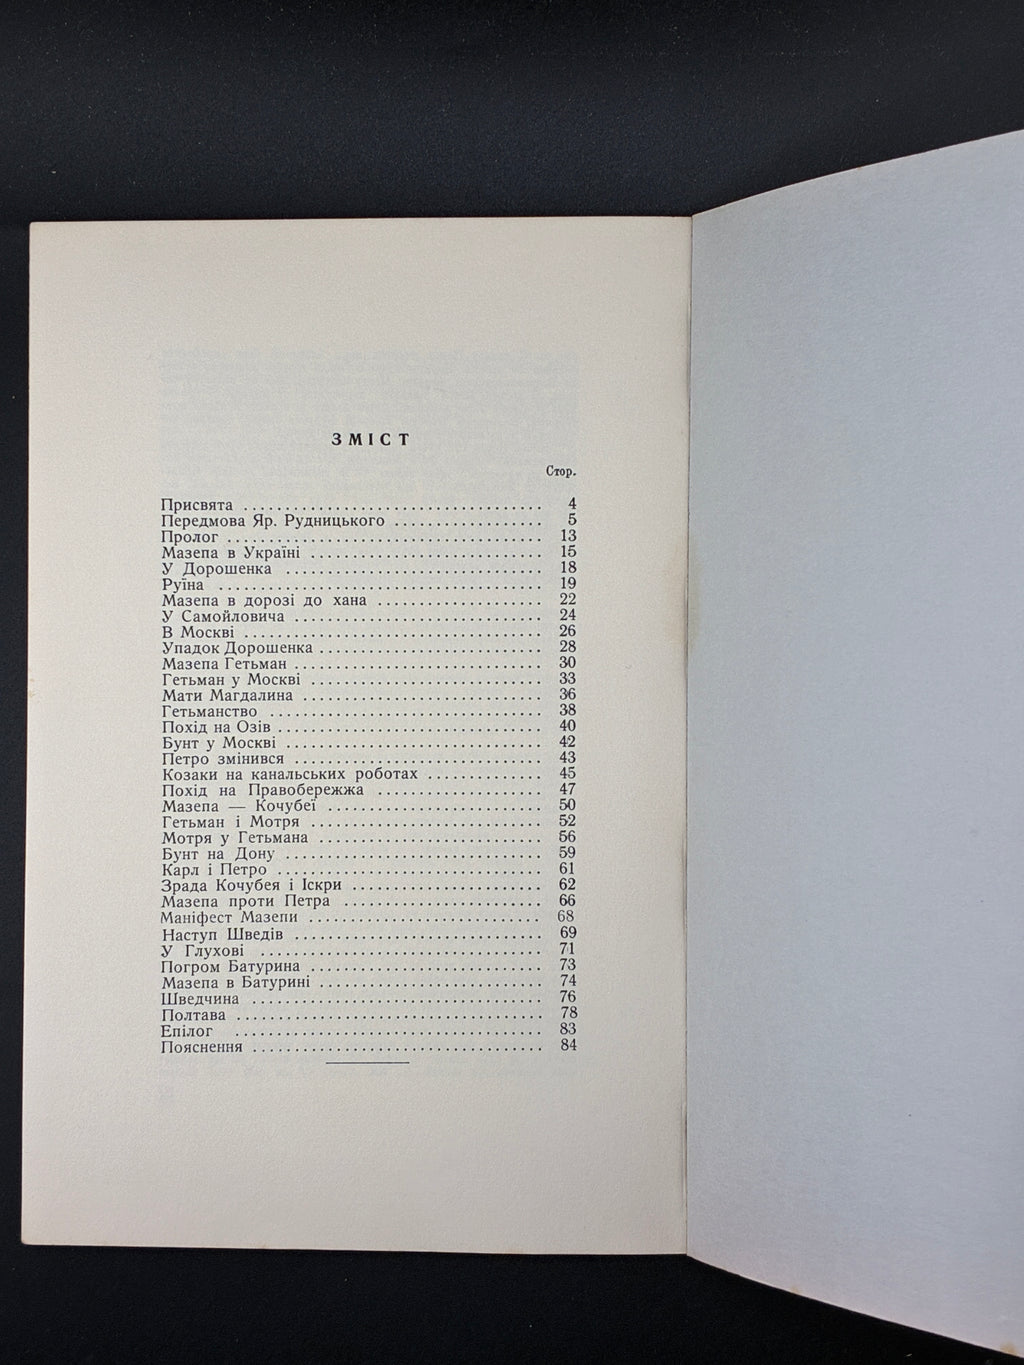 ЗМІСТ
Стор.
Присвята .................................... 4
Передмова Яр. Рудницького .................. 5
Пролог ...................................... 13
Мазепа в Україні ............................ 15
У Дорошенка ................................ 18
Руїна ....................................... 19
Мазепа в дорозі до хана .................... 22
У Самойловича .............................. 24
В Москві .................................... 26
Упадок Дорошенка ........................... 28
Мазепа Гетьман .............................. 30
Гетьман у Москві ............................ 33
Мати Магдалина ............................. 36
Гетьманство ................................. 38
Похід на Озів ................................ 40
Бунт у Москві ............................... 42
Петро змінився .............................. 43
Козаки на канальських роботах .............. 45
Похід на Правобережжа ..................... 47
Мазепа — Кочубеї ........................... 50
Гетьман і Мотря ............................. 52
Мотря у Гетьмана ........................... 56
Бунт на Дону ................................ 59
Карл і Петро ................................. 61
Зрада Кочубея і Іскри ....................... 62
Мазепа проти Петра ......................... 66
Маніфест Мазепи ............................ 68
Наступ Шведів ............................... 69
У Глухові ................................... 71
Погром Батурина ............................ 73
Мазепа в Батурині ........................... 74
Шведчина ................................... 76
Полтава ..................................... 78
Епілог ...................................... 83
Пояснення ................................... 84